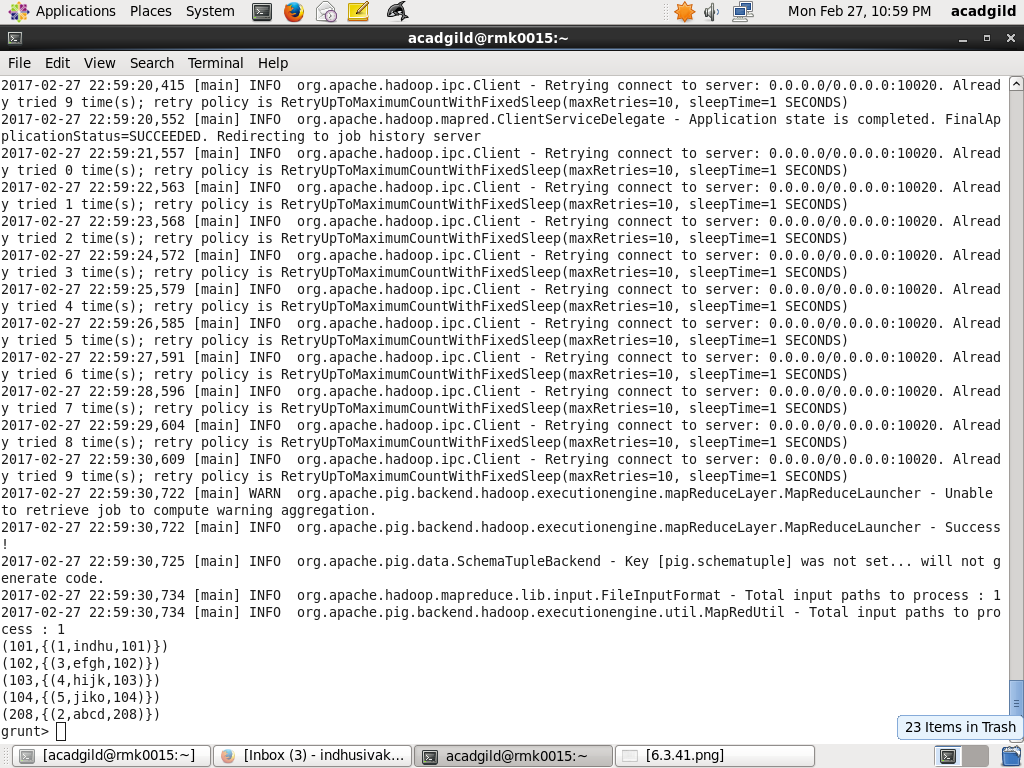 Applications Places System Mon Feb 27, 10:59 PM acadgild
acadgild@rmk0015:~
File Edit View Search Terminal Help
2017-02-27 22:59:20,415 [main] INFO  org.apache.hadoop.ipc.Client - Retrying connect to server: 0.0.0.0/0.0.0.0:10020. Alread
y tried 9 time(s); retry policy is RetryUpToMaximumCountWithFixedSleep(maxRetries=10, sleepTime=1 SECONDS)
2017-02-27 22:59:20,552 [main] INFO  org.apache.hadoop.mapred.ClientServiceDelegate - Application state is completed. FinalAp
plicationStatus=SUCCEEDED. Redirecting to job history server
2017-02-27 22:59:21,557 [main] INFO  org.apache.hadoop.ipc.Client - Retrying connect to server: 0.0.0.0/0.0.0.0:10020. Alread
y tried 0 time(s); retry policy is RetryUpToMaximumCountWithFixedSleep(maxRetries=10, sleepTime=1 SECONDS)
2017-02-27 22:59:22,563 [main] INFO  org.apache.hadoop.ipc.Client - Retrying connect to server: 0.0.0.0/0.0.0.0:10020. Alread
y tried 1 time(s); retry policy is RetryUpToMaximumCountWithFixedSleep(maxRetries=10, sleepTime=1 SECONDS)
2017-02-27 22:59:23,568 [main] INFO  org.apache.hadoop.ipc.Client - Retrying connect to server: 0.0.0.0/0.0.0.0:10020. Alread
y tried 2 time(s); retry policy is RetryUpToMaximumCountWithFixedSleep(maxRetries=10, sleepTime=1 SECONDS)
2017-02-27 22:59:24,572 [main] INFO  org.apache.hadoop.ipc.Client - Retrying connect to server: 0.0.0.0/0.0.0.0:10020. Alread
y tried 3 time(s); retry policy is RetryUpToMaximumCountWithFixedSleep(maxRetries=10, sleepTime=1 SECONDS)
2017-02-27 22:59:25,579 [main] INFO  org.apache.hadoop.ipc.Client - Retrying connect to server: 0.0.0.0/0.0.0.0:10020. Alread
y tried 4 time(s); retry policy is RetryUpToMaximumCountWithFixedSleep(maxRetries=10, sleepTime=1 SECONDS)
2017-02-27 22:59:26,585 [main] INFO  org.apache.hadoop.ipc.Client - Retrying connect to server: 0.0.0.0/0.0.0.0:10020. Alread
y tried 5 time(s); retry policy is RetryUpToMaximumCountWithFixedSleep(maxRetries=10, sleepTime=1 SECONDS)
2017-02-27 22:59:27,591 [main] INFO  org.apache.hadoop.ipc.Client - Retrying connect to server: 0.0.0.0/0.0.0.0:10020. Alread
y tried 6 time(s); retry policy is RetryUpToMaximumCountWithFixedSleep(maxRetries=10, sleepTime=1 SECONDS)
2017-02-27 22:59:28,596 [main] INFO  org.apache.hadoop.ipc.Client - Retrying connect to server: 0.0.0.0/0.0.0.0:10020. Alread
y tried 7 time(s); retry policy is RetryUpToMaximumCountWithFixedSleep(maxRetries=10, sleepTime=1 SECONDS)
2017-02-27 22:59:29,604 [main] INFO  org.apache.hadoop.ipc.Client - Retrying connect to server: 0.0.0.0/0.0.0.0:10020. Alread
y tried 8 time(s); retry policy is RetryUpToMaximumCountWithFixedSleep(maxRetries=10, sleepTime=1 SECONDS)
2017-02-27 22:59:30,609 [main] INFO  org.apache.hadoop.ipc.Client - Retrying connect to server: 0.0.0.0/0.0.0.0:10020. Alread
y tried 9 time(s); retry policy is RetryUpToMaximumCountWithFixedSleep(maxRetries=10, sleepTime=1 SECONDS)
2017-02-27 22:59:30,722 [main] WARN  org.apache.pig.backend.hadoop.executionengine.mapReduceLayer.MapReduceLauncher - Unable
to retrieve job to compute warning aggregation.
2017-02-27 22:59:30,722 [main] INFO  org.apache.pig.backend.hadoop.executionengine.mapReduceLayer.MapReduceLauncher - Success
!
2017-02-27 22:59:30,725 [main] INFO  org.apache.pig.data.SchemaTupleBackend - Key [pig.schematuple] was not set... will not g
enerate code.
2017-02-27 22:59:30,734 [main] INFO  org.apache.hadoop.mapreduce.lib.input.FileInputFormat - Total input paths to process : 1
2017-02-27 22:59:30,734 [main] INFO  org.apache.pig.backend.hadoop.executionengine.util.MapRedUtil - Total input paths to pro
cess : 1
(101,{(1,indhu,101)})
(102,{(3,efgh,102)})
(103,{(4,hijk,103)})
(104,{(5,jiko,104)})
(208,{(2,abcd,208)})
grunt>
23 Items in Trash
[acadgild@rmk0015:~] [Inbox (3) - indhusivak... acadgild@rmk0015:~ [6.3.41.png]